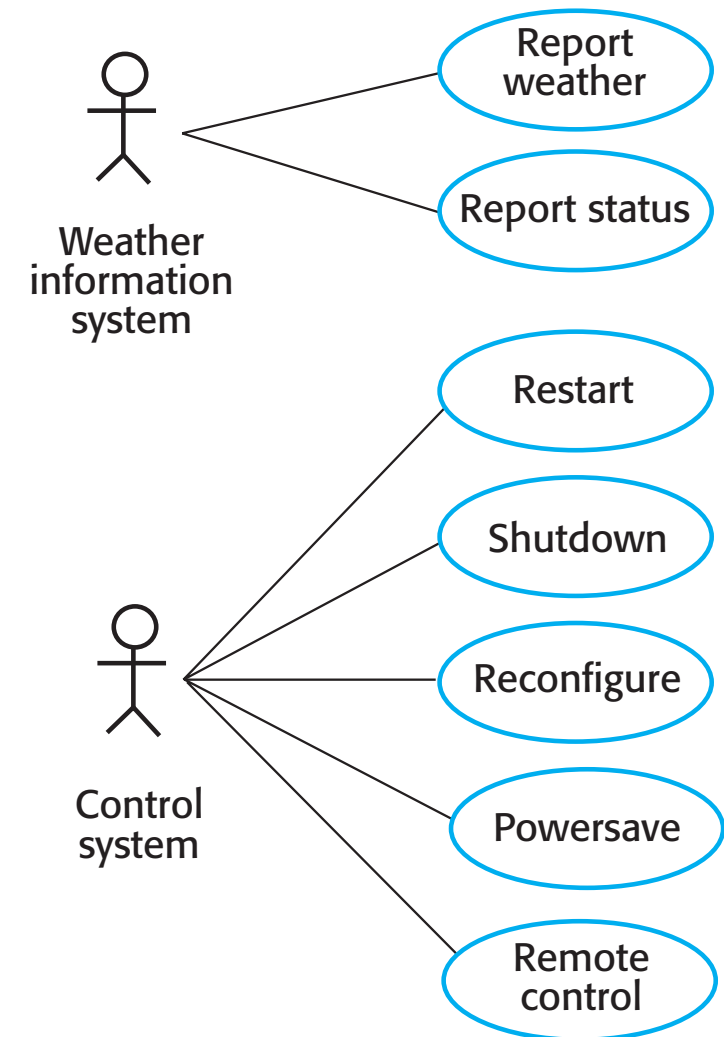 Report
weather
Report status
Weather
information
system
Restart
Shutdown
Reconfigure
Control
system
Powersave
Remote
control